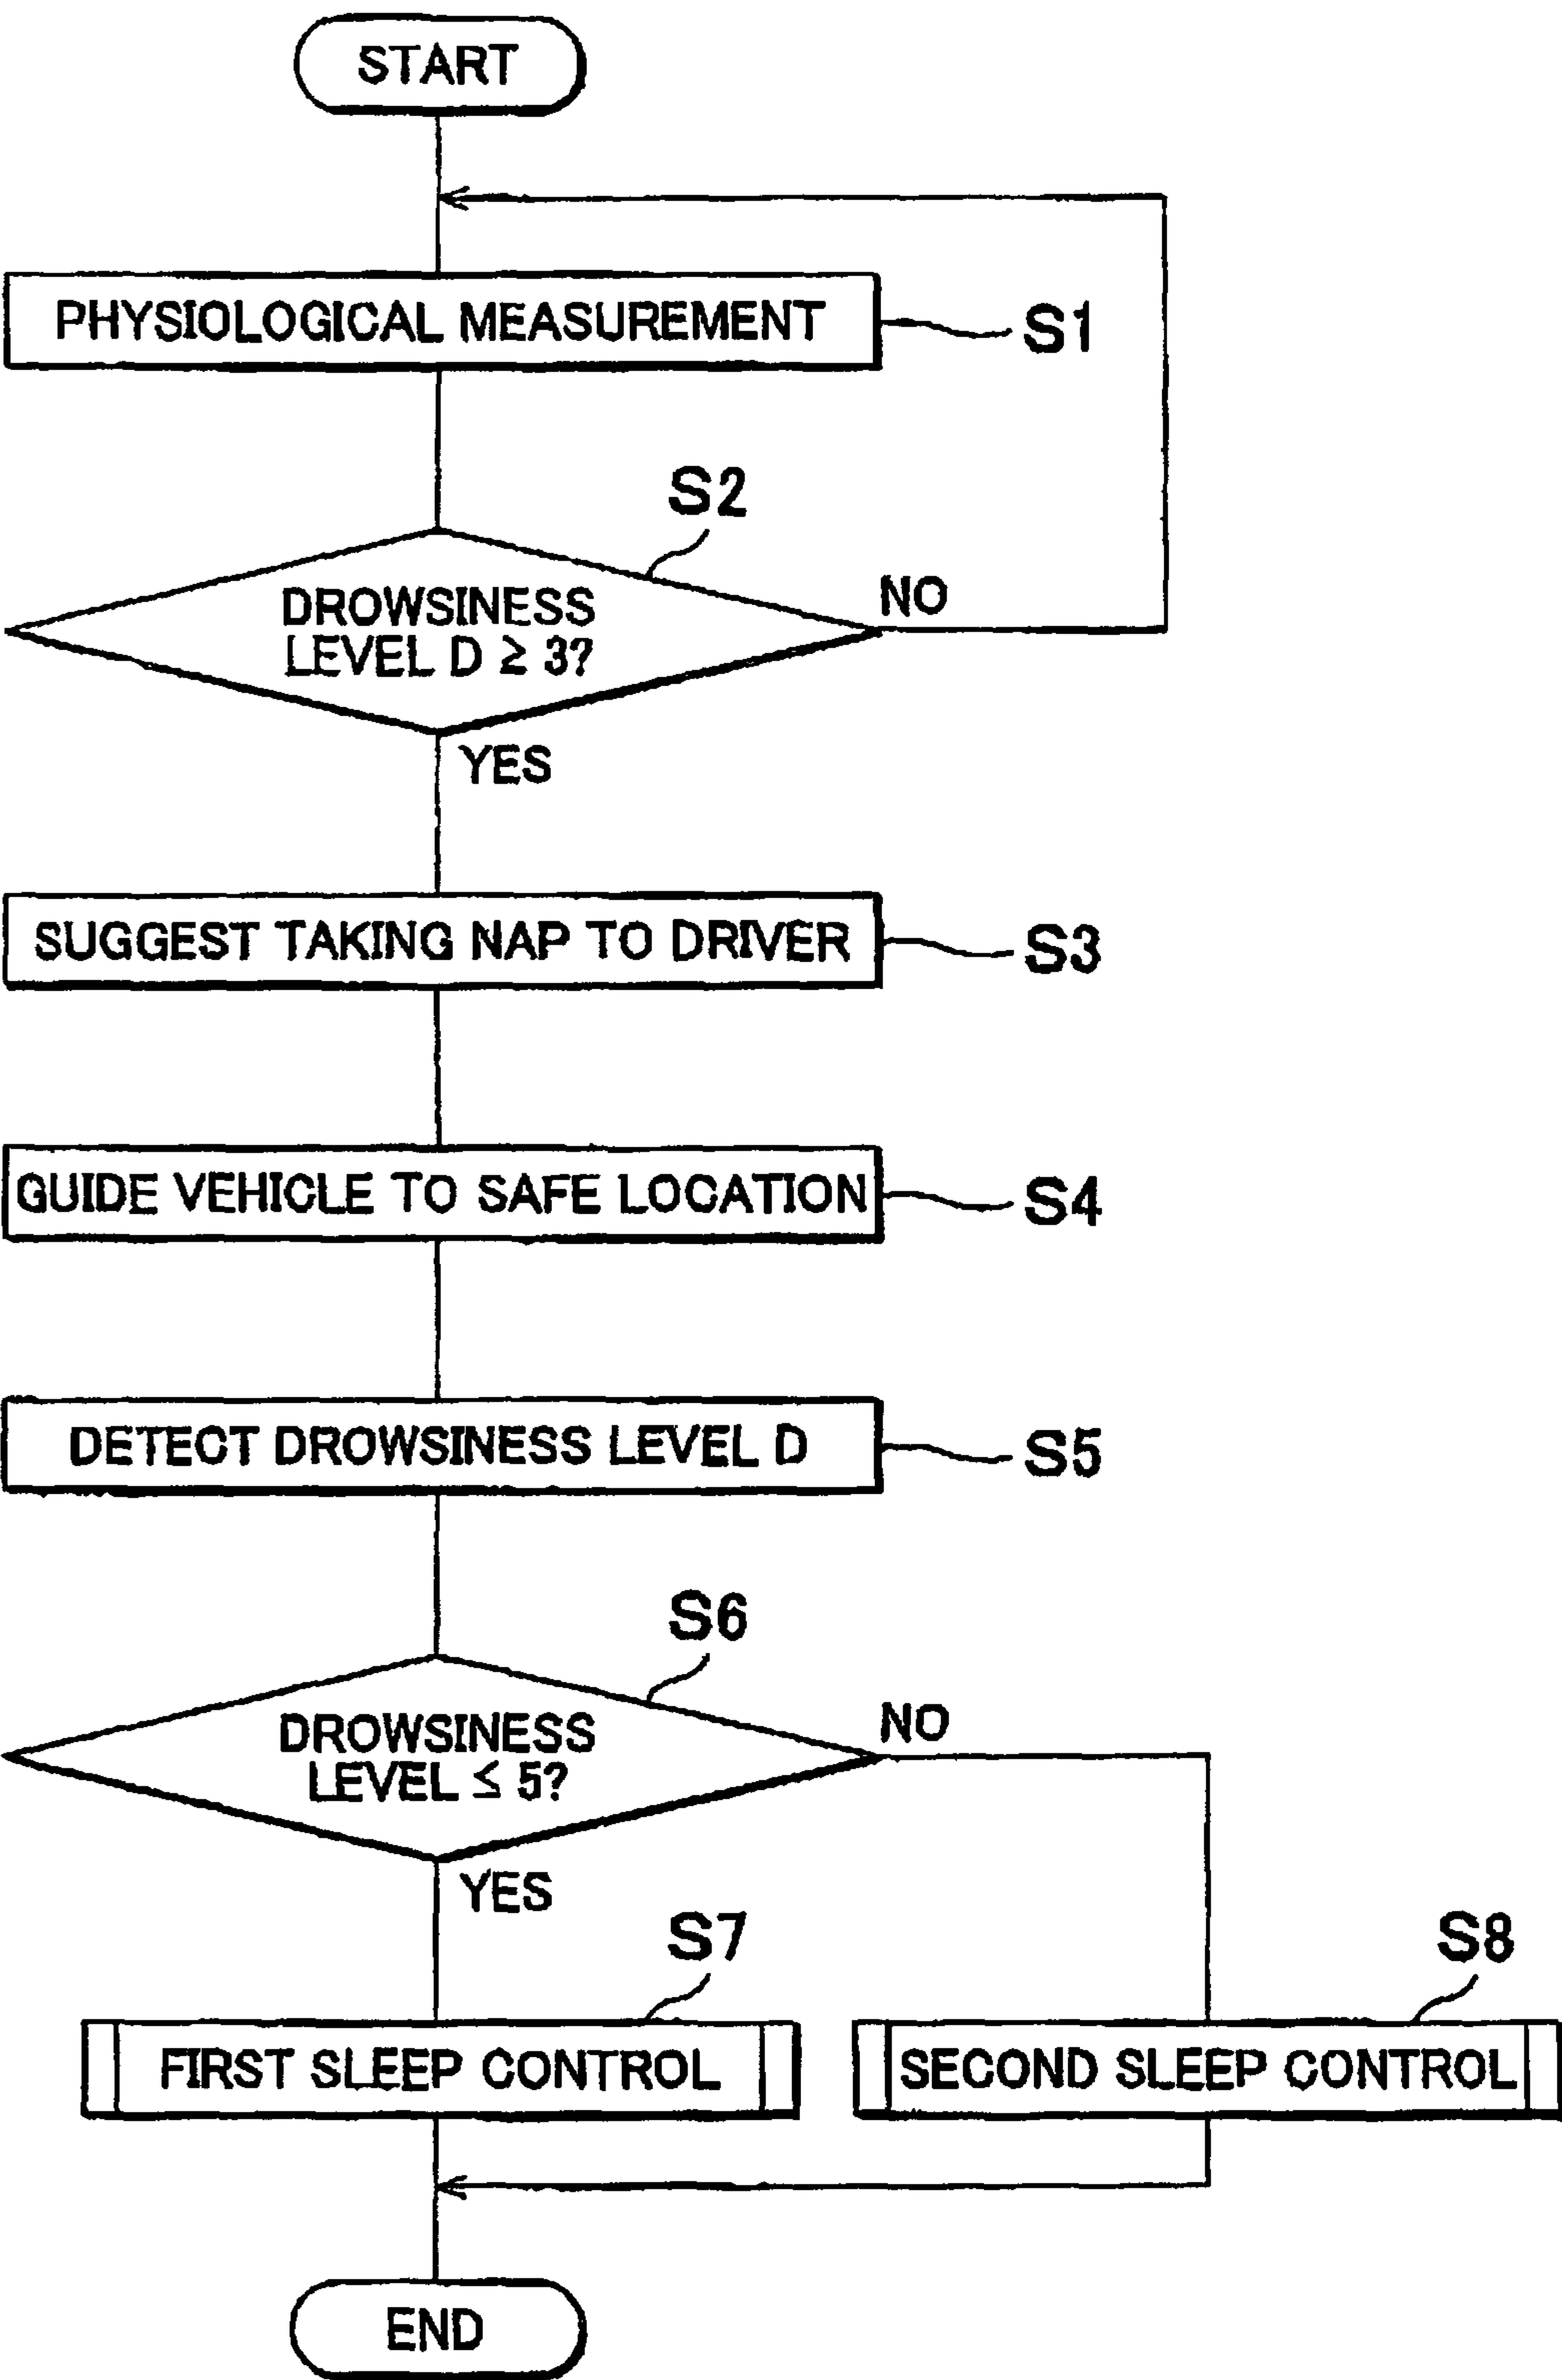 START
PHYSIOLOGICAL MEASUREMENT
S1
S2
DROWSINESS
LEVEL D ≥ 3?
NO
YES
SUGGEST TAKING NAP TO DRIVER
S3
GUIDE VEHICLE TO SAFE LOCATION
S4
DETECT DROWSINESS LEVEL D
S5
S6
DROWSINESS
LEVEL ≤ 5?
NO
YES
S7
FIRST SLEEP CONTROL
S8
SECOND SLEEP CONTROL
END